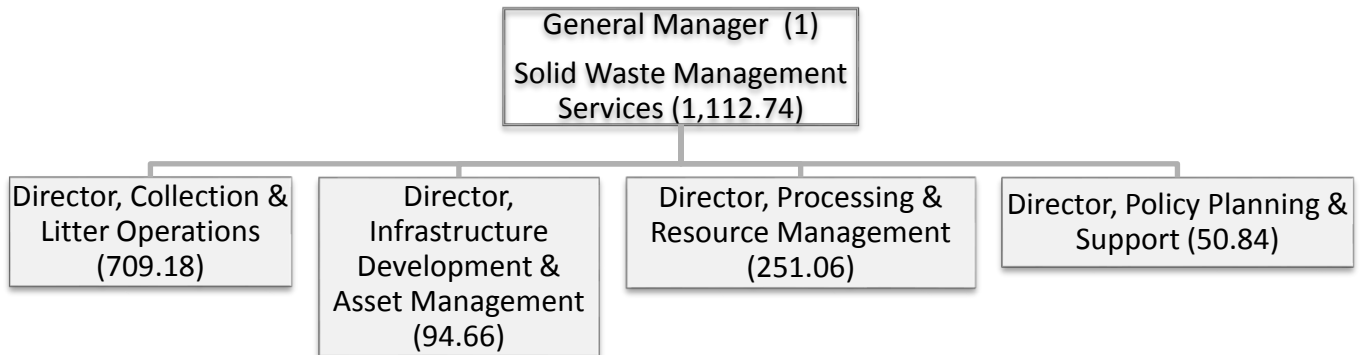 General Manager (1)
Solid Waste Management
Services (1,112.74)
Director, Collection &
Litter Operations
(709.18)
Director,
Infrastructure
Development &
Asset Management
(94.66)
Director, Processing &
Resource Management
(251.06)
Director, Policy Planning &
Support (50.84)